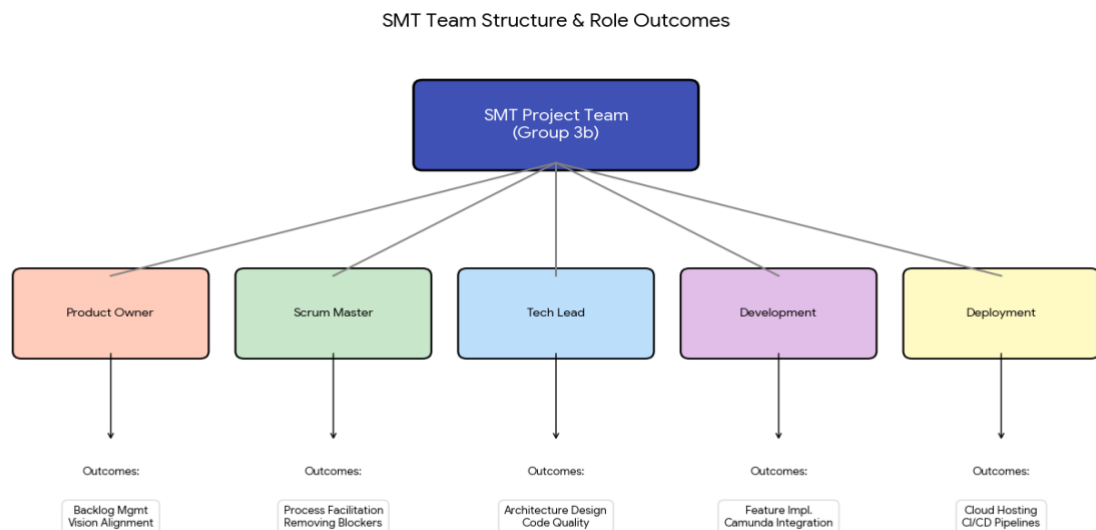 SMT Team Structure & Role Outcomes
SMT Project Team
(Group 3b)
Product Owner
Scrum Master
Tech Lead
Development
Deployment
Outcomes:
Outcomes:
Outcomes:
Outcomes:
Outcomes:
Backlog Mgmt
Vision Alignment
Process Facilitation
Removing Blockers
Architecture Design
Code Quality
Feature Impl.
Camunda Integration
Cloud Hosting
CI/CD Pipelines